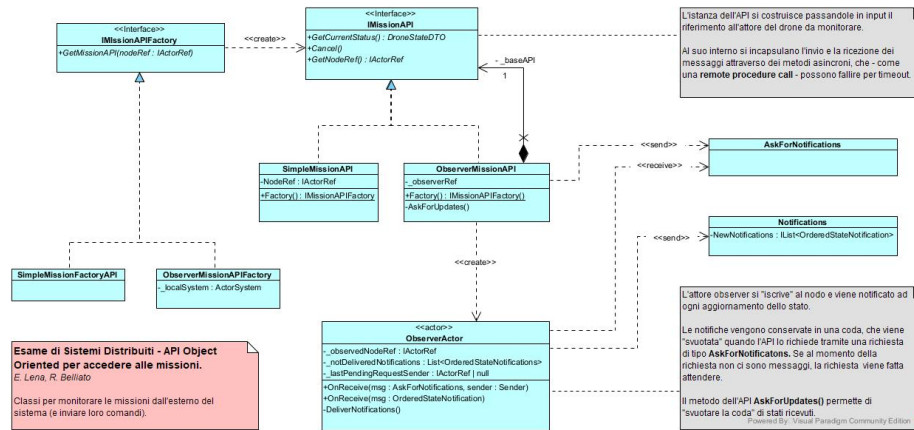 <<Interface>>
IMissionAPIFactory
+GetMissionAPI(nodeRef : IActorRef)
<<create>>
<<Interface>>
IMissionAPI
+GetCurrentStatus() : DroneStateDTO
+Cancel()
+GetNodeRef() : IActorRef
L'istanza dell'API si costruisce passandole in input il
riferimento all'attore del drone da monitorare.
Al suo interno si incapsulano l'invio e la ricezione dei
messaggi attraverso dei metodi asincroni, che - come
una remote procedure call - possono fallire per timeout.
- _baseAPI
1
SimpleMissionAPI
-NodeRef : IActorRef
+Factory() : IMissionAPIFactory
ObserverMissionAPI
-_observerRef
+Factory() : IMissionAPIFactory()
-AskForUpdates()
<<send>>
<<receive>>
AskForNotifications
<<send>>
Notifications
-NewNotifications : IList<OrderedStateNotification>
<<create>>
SimpleMissionFactoryAPI
ObserverMissionAPIFactory
-_localSystem : ActorSystem
<<actor>>
ObserverActor
-_observedNodeRef : IActorRef
-_notDeliveredNotifications : List<OrderedStateNotifications>
-_lastPendingRequestSender : IActorRef | null
+OnReceive(msg : AskForNotifications, sender : Sender)
+OnReceive(msg : OrderedStateNotification)
-DeliverNotifications()
L'attore observer si "iscrive" al nodo e viene notificato ad
ogni aggiornamento dello stato.
Le notifiche vengono conservate in una coda, che viene
"svuotata" quando l'API lo richiede tramite una richiesta
di tipo AskForNotificatons. Se al momento della
richiesta non ci sono messaggi, la richiesta viene fatta
attendere.
Il metodo dell'API AskForUpdates() permette di
"svuotare la coda" di stati ricevuti.
Esame di Sistemi Distribuiti - API Object
Oriented per accedere alle missioni.
E. Lena, R. Belliato
Classi per monitorare le missioni dall'esterno del
sistema (e inviare loro comandi).
Powered By: Visual Paradigm Community Edition